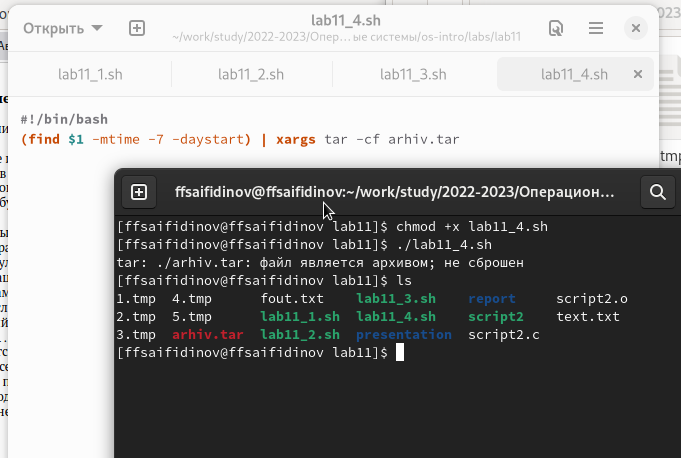 Открыть
lab11_4.sh
~/work/study/2022-2023/Опер…ые системы/os-intro/labs/lab11
lab11_1.sh lab11_2.sh lab11_3.sh lab11_4.sh
#!/bin/bash
(find $1 -mtime -7 -daystart) | xargs tar -cf arhiv.tar
ffsaifidinov@ffsaifidinov:~/work/study/2022-2023/Операцион…
[ffsaifidinov@ffsaifidinov lab11]$ chmod +x lab11_4.sh
[ffsaifidinov@ffsaifidinov lab11]$ ./lab11_4.sh
tar: ./arhiv.tar: файл является архивом; не сброшен
[ffsaifidinov@ffsaifidinov lab11]$ ls
1.tmp 4.tmp fout.txt lab11_3.sh report script2.o
2.tmp 5.tmp lab11_1.sh lab11_4.sh script2 text.txt
3.tmp arhiv.tar lab11_2.sh presentation script2.c
[ffsaifidinov@ffsaifidinov lab11]$